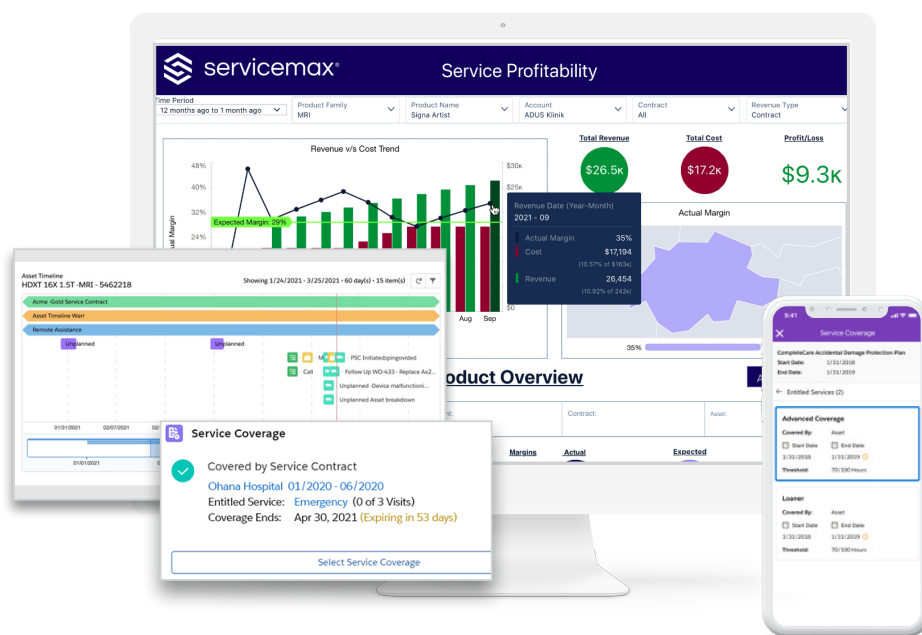 servicemax®
Service Profitability
Time Period
12 months ago to 1 month ago
Product Family
MRI
Product Name
Signa Artist
Account
ADUS Klinik
Contract
All
Revenue Type
Contract
Revenue v/s Cost Trend
48%
40%
32%
24%
Expected Margin: 29%
$30K
$25K
$0
Aug Sep
Total Revenue
$26.5K
Total Cost
$17.2K
Profit/Loss
$9.3K
Revenue Date (Year-Month)
2021 - 09
Actual Margin 35%
Cost $17,194
(10.57% of $163k)
Revenue 26,454
(10.92% of 242k)
Actual Margin
35%
oduct Overview
Contract:
Asset:
Margins Actual Expected
Asset Timeline
HDXT 16X 1.5T -MRI - 5462218
Showing 1/24/2021 - 3/25/2021 - 60 day(s) - 15 item(s)
Acme -Gold Service Contract
Asset Timeline Warr
Remote Assistance
Unplanned
Unplanned
PSC Initiatedpingovided
Call
Follow Up WO-433 - Replace Ax2...
Unplanned -Device malfunctioni...
Unplanned Asset breakdown
01/31/2021 02/07/2021
01/01/2021
Service Coverage
Covered by Service Contract
Ohana Hospital 01/2020 - 06/2020
Entitled Service: Emergency (0 of 3 Visits)
Coverage Ends: Apr 30, 2021 (Expiring in 53 days)
Select Service Coverage
9:41
Service Coverage
CompleteCare Accidental Damage Protection Plan
Start Date: 1/31/2018
End Date: 1/31/2019
Entitled Services (2)
Advanced Coverage
Covered By: Asset
Start Date End Date
1/31/2018 1/31/2019
Threshold 70/100 Hours
Loaner
Covered By: Asset
Start Date End Date
1/31/2018 1/31/2019
Threshold 70/100 Hours